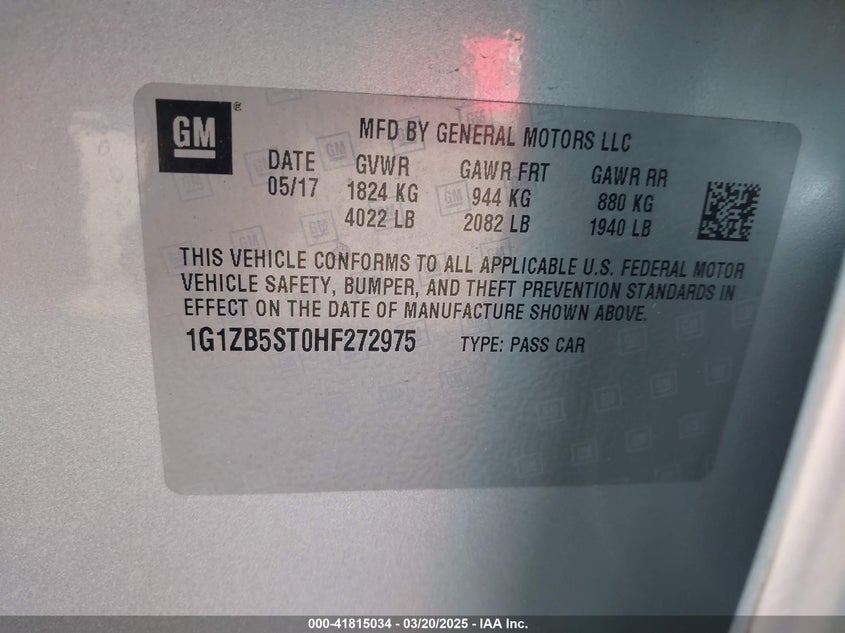 GM ®
MFD BY GENERAL MOTORS LLC
DATE GVWR GAWR FRT GAWR RR
05/17 1824 KG 944 KG 880 KG
4022 LB 2082 LB 1940 LB
THIS VEHICLE CONFORMS TO ALL APPLICABLE U.S. FEDERAL MOTOR
VEHICLE SAFETY, BUMPER, AND THEFT PREVENTION STANDARDS IN
EFFECT ON THE DATE OF MANUFACTURE SHOWN ABOVE.
1G1ZB5ST0HF272975 TYPE: PASS CAR
000-41815034 - 03/20/2025 - IAA Inc.